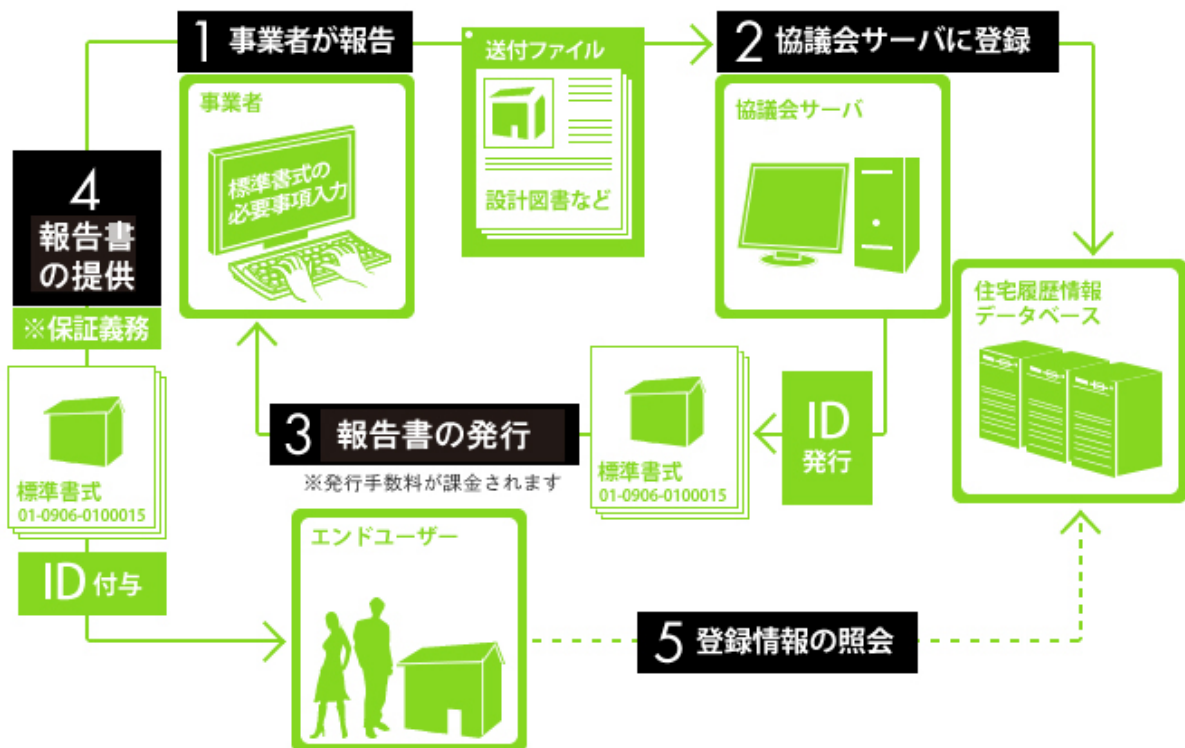 1 事業者が報告
事業者
標準書式の
必要事項入力
送付ファイル
設計図書など
2 協議会サーバに登録
協議会サーバ
住宅履歴情報
データベース
ID
発行
標準書式
01-0906-0100015
3 報告書の発行
※発行手数料が課金されます
4
報告書
の提供
※保証義務
標準書式
01-0906-0100015
ID 付与
エンドユーザー
5 登録情報の照会